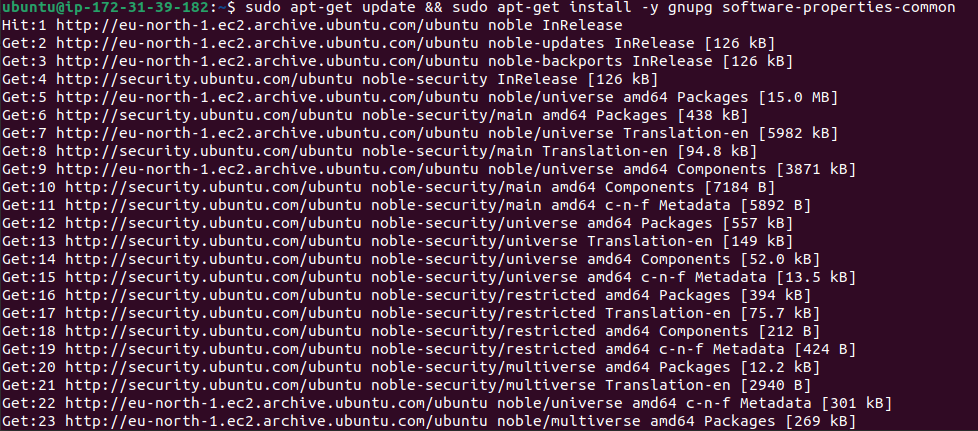 ubuntu@ip-172-31-39-182:~$ sudo apt-get update && sudo apt-get install -y gnupg software-properties-common
Hit:1 http://eu-north-1.ec2.archive.ubuntu.com/ubuntu noble InRelease
Get:2 http://eu-north-1.ec2.archive.ubuntu.com/ubuntu noble-updates InRelease [126 kB]
Get:3 http://eu-north-1.ec2.archive.ubuntu.com/ubuntu noble-backports InRelease [126 kB]
Get:4 http://security.ubuntu.com/ubuntu noble-security InRelease [126 kB]
Get:5 http://eu-north-1.ec2.archive.ubuntu.com/ubuntu noble/universe amd64 Packages [15.0 MB]
Get:6 http://security.ubuntu.com/ubuntu noble-security/main amd64 Packages [438 kB]
Get:7 http://eu-north-1.ec2.archive.ubuntu.com/ubuntu noble/universe Translation-en [5982 kB]
Get:8 http://security.ubuntu.com/ubuntu noble-security/main Translation-en [94.8 kB]
Get:9 http://eu-north-1.ec2.archive.ubuntu.com/ubuntu noble/universe amd64 Components [3871 kB]
Get:10 http://security.ubuntu.com/ubuntu noble-security/main amd64 Components [7184 B]
Get:11 http://security.ubuntu.com/ubuntu noble-security/main amd64 c-n-f Metadata [5892 B]
Get:12 http://security.ubuntu.com/ubuntu noble-security/universe amd64 Packages [557 kB]
Get:13 http://security.ubuntu.com/ubuntu noble-security/universe Translation-en [149 kB]
Get:14 http://security.ubuntu.com/ubuntu noble-security/universe amd64 Components [52.0 kB]
Get:15 http://security.ubuntu.com/ubuntu noble-security/universe amd64 c-n-f Metadata [13.5 kB]
Get:16 http://security.ubuntu.com/ubuntu noble-security/restricted amd64 Packages [394 kB]
Get:17 http://security.ubuntu.com/ubuntu noble-security/restricted Translation-en [75.7 kB]
Get:18 http://security.ubuntu.com/ubuntu noble-security/restricted amd64 Components [212 B]
Get:19 http://security.ubuntu.com/ubuntu noble-security/restricted amd64 c-n-f Metadata [424 B]
Get:20 http://security.ubuntu.com/ubuntu noble-security/multiverse amd64 Packages [12.2 kB]
Get:21 http://security.ubuntu.com/ubuntu noble-security/multiverse Translation-en [2940 B]
Get:22 http://eu-north-1.ec2.archive.ubuntu.com/ubuntu noble/universe amd64 c-n-f Metadata [301 kB]
Get:23 http://eu-north-1.ec2.archive.ubuntu.com/ubuntu noble/multiverse amd64 Packages [269 kB]